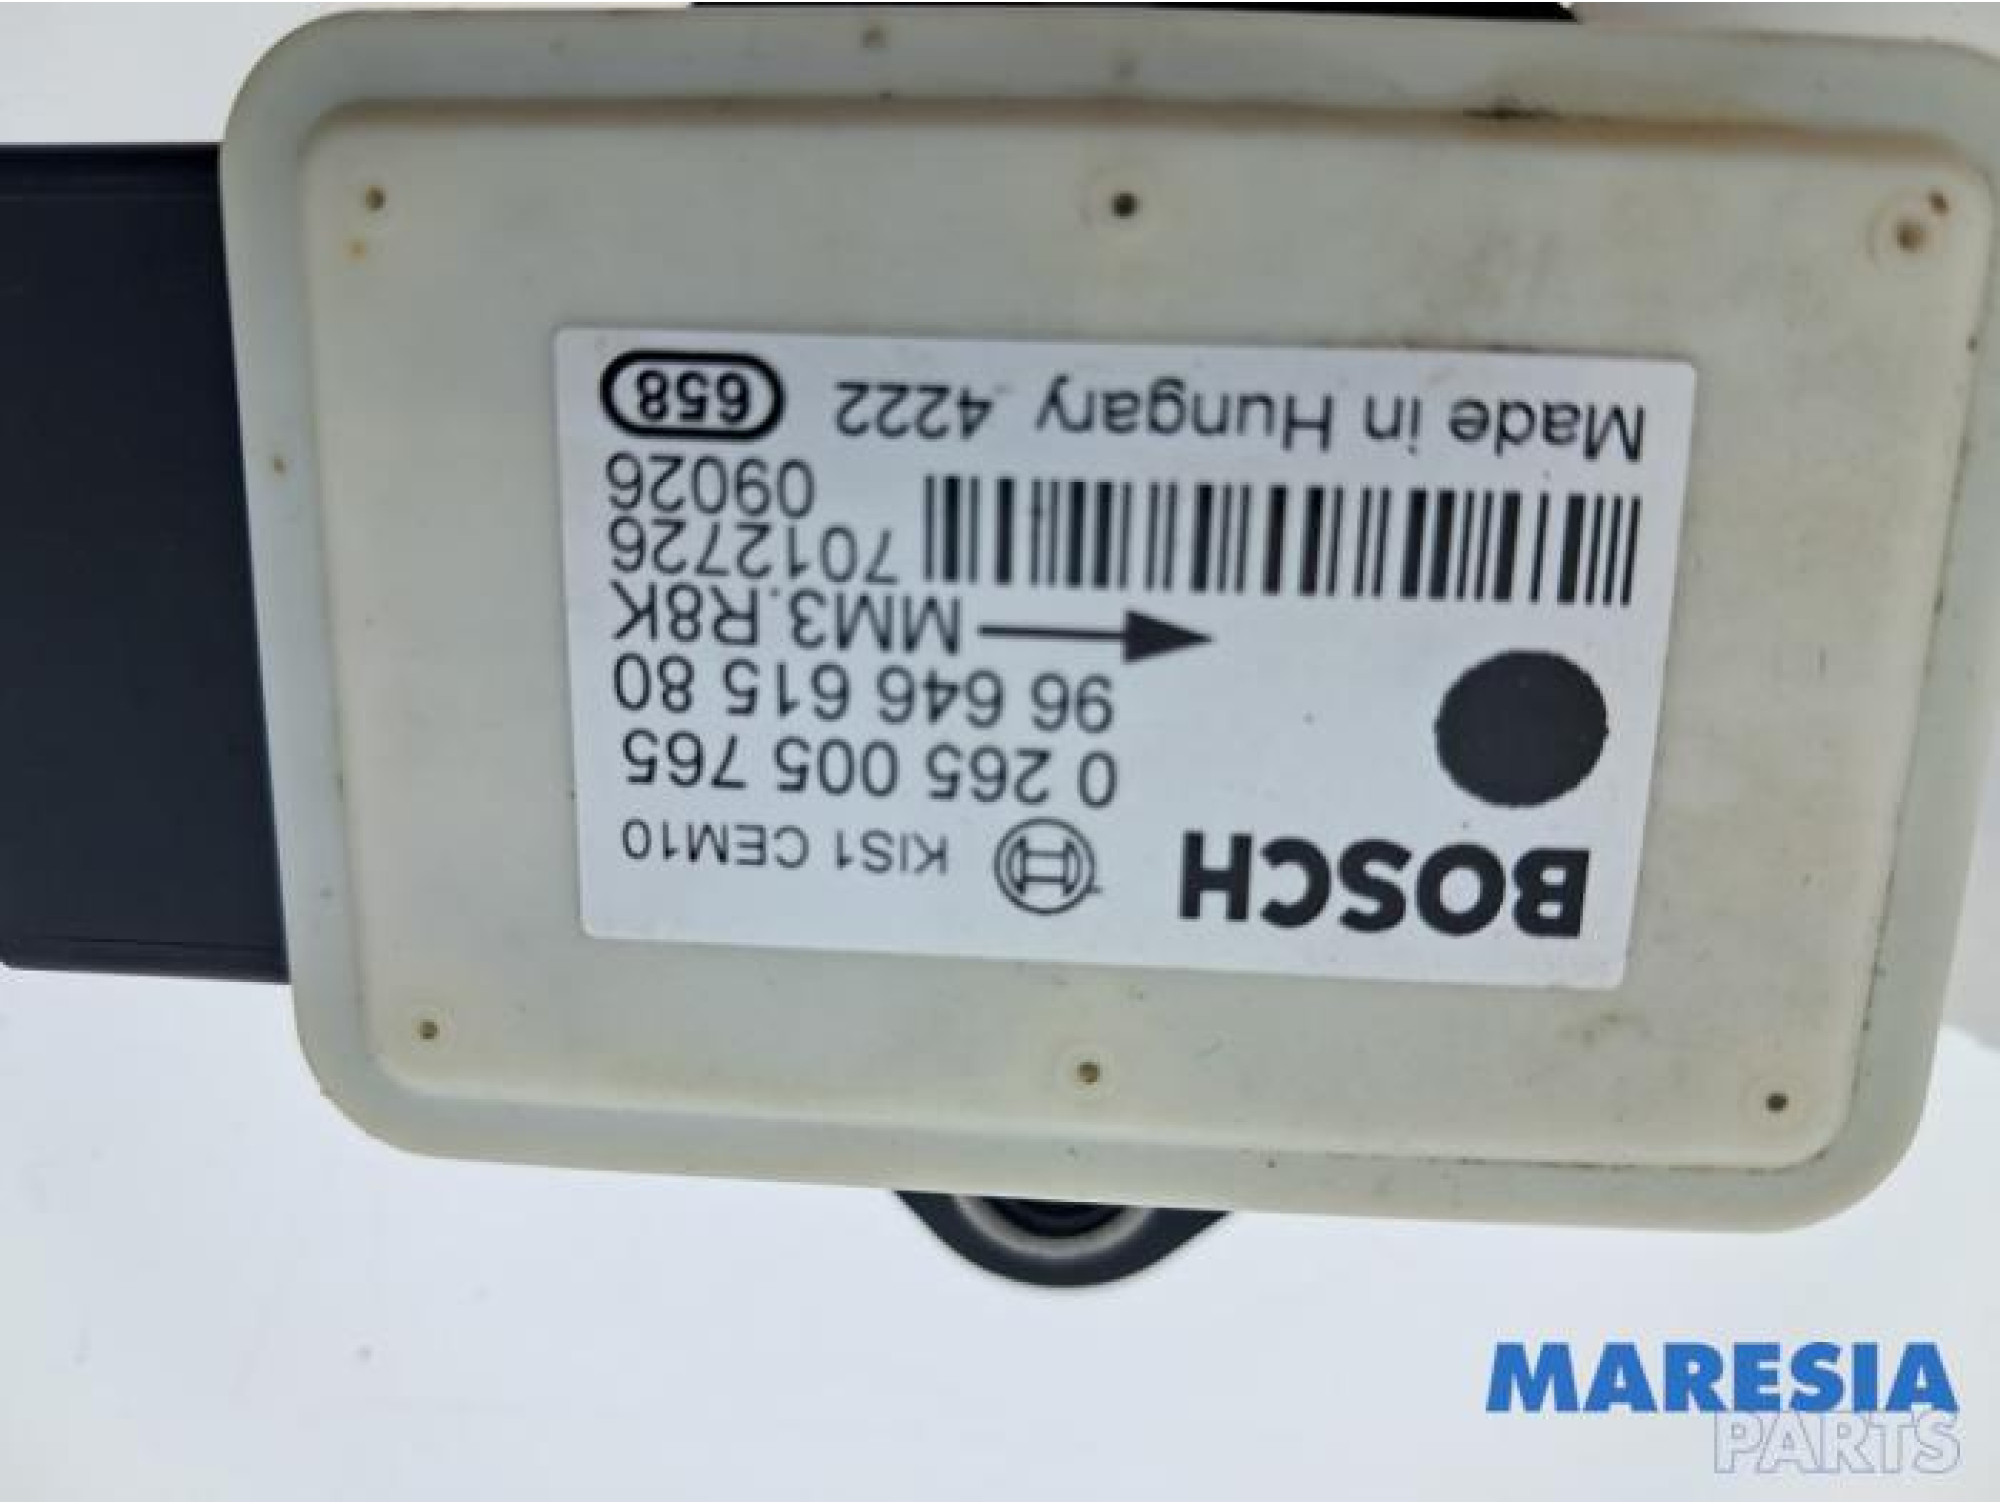 BOSCH KIS1 CEM10
0 265 005 765
96 646 615 80
MM3.R8K
7012726
09026
Made in Hungary 4222 658
MARESIA
PARTS